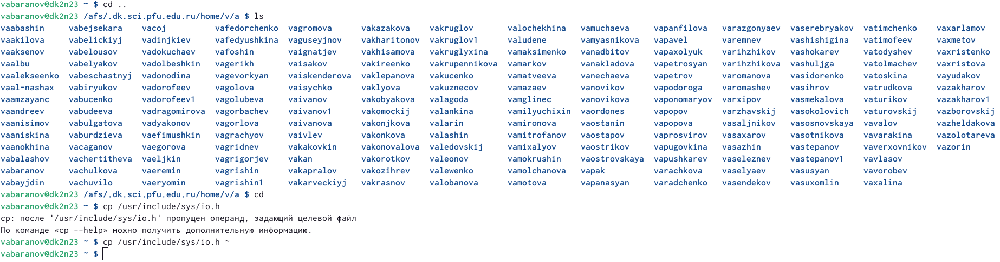 vabaranov@dk2n23 ~ $ cd ..
vabaranov@dk2n23 /afs/.dk.sci.pfu.edu.ru/home/v/a $ ls
vaabashin vabejsekara vacoj vafedorchenko vagromova vakazakova vakruglov valochekhina vamuchaeva vapanfilova varazgonyaev vaserebryakov vatimchenko vaxarlamov
vaakilova vabelickiyj vadinjkiev vafedyushkina vaguseyjnov vakharitonov vakruglov1 valudene vamyasnikova vapavel varemnev vashishigina vatimofeev vaxmetov
vaaksenov vabelousov vadokuchaev vafoshin vaignatjev vakhisamova vakruglyxina vamaksimenko vanadbitov vapaxolyuk varihzhikov vashokarev vatodyshev vaxristenko
vaalbu vabelyakov vadolbeshkin vagerikh vaisakov vakireenko vakrupennikova vamarkov vanakladova vapetrosyan varihzhikova vashuljga vatolmachev vaxristova
vaalekseenko vabeschastnyj vadonodina vagevorkyan vaiskenderova vaklepanova vakucenko vamatveeva vanechaeva vapetrov varomanova vasidorenko vatoskina vayudakov
vaal-nashax vabiryukov vadorofeev vagolova vaisychko vaklyova vakuznecov vamazaev vanovikov vapodoroga varomashev vasihrov vatrudkova vazakharov
vaamzayanc vabucenko vadorofeev1 vagolubeva vaivanov vakobyakova valagoda vamglinec vanovikova vaponomaryov varxipov vasmekalova vaturikov vazakharov1
vaandreev vabudeeva vadragomirova vagorbachev vaivanov1 vakomockij valankina vamilyuchixin vaordones vapopov varzhavskij vasokolovich vaturovskij vazborovskij
vaanisimov vabulgatova vadyakonov vagorlova vaivanova vakonjkova valarin vamironova vaostanin vapopova vasaljnikov vasosnovskaya vavalov vazheldakova
vaaniskina vaburdzieva vaefimushkin vagrachyov vaivlev vakonkova valashin vamitrofanov vaostapov vaprosvirov vasaxarov vasotnikova vavarakina vazolotareva
vaanokhina vacaganov vaegorova vagridnev vakakovkin vakonovalova valedovskij vamixalyov vaostrikov vapugovkina vasazhin vastepanov vaverxovnikov vazorin
vabalashov vachertitheva vaeljkin vagrigorjev vakan vakorotkov valeonov vamokrushin vaostrovskaya vapushkarev vaseleznev vastepanov1 vavlasov
vabaranov vachulkova vaeremin vagrishin vakapralov vakozihrev valewenko vamolchanova vapak varachkova vaselyaev vasusyan vavorobev
vabayjdin vachuvilo vaeryomin vagrishin1 vakarveckiyj vakrasnov valobanova vamotova vapanasyan varadchenko vasendekov vasuxomlin vaxalina
vabaranov@dk2n23 /afs/.dk.sci.pfu.edu.ru/home/v/a $ cd
vabaranov@dk2n23 ~ $ cp /usr/include/sys/io.h
cp: после '/usr/include/sys/io.h' пропущен операнд, задающий целевой файл
По команде «cp --help» можно получить дополнительную информацию.
vabaranov@dk2n23 ~ $ cp /usr/include/sys/io.h ~
vabaranov@dk2n23 ~ $